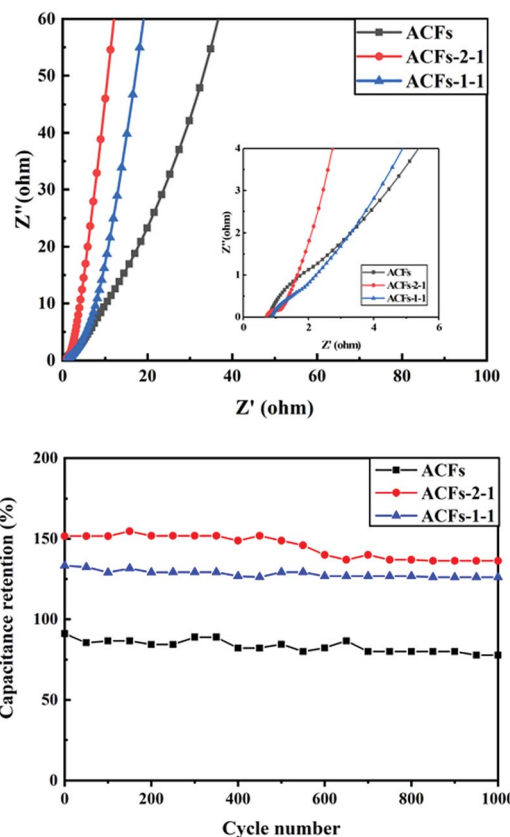 60
50
40
30
20
10
0
Z''(ohm)
0 20 40 60 80 100
Z' (ohm)
ACFs
ACFs-2-1
ACFs-1-1
4
3
2
1
0
Z''(ohm)
0 2 4 6
Z' (ohm)
ACFs
ACFs-2-1
ACFs-1-1
200
150
100
50
0
Capacitance retention (%)
0 200 400 600 800 1000
Cycle number
ACFs
ACFs-2-1
ACFs-1-1